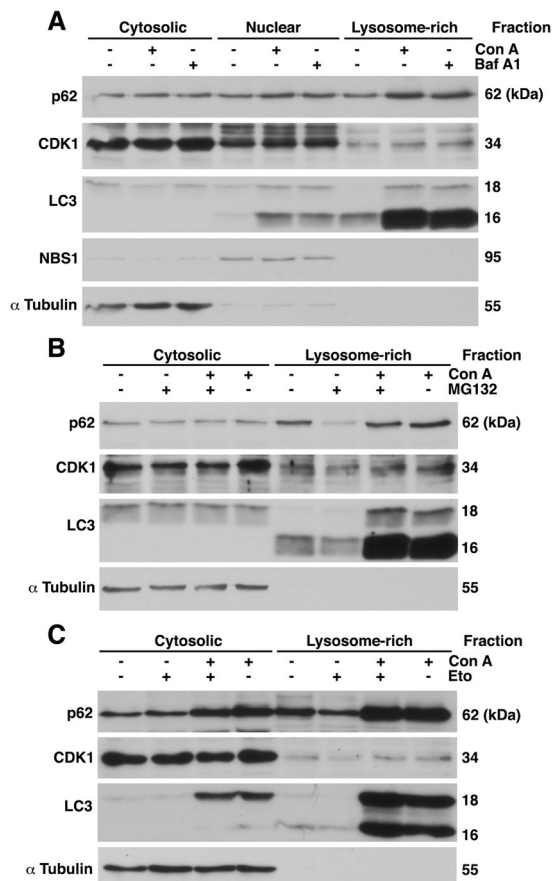 A
Cytosolic Nuclear Lysosome-rich Fraction
- + - - + - - + - Con A
- - + - - + - - + Baf A1
p62 62 (kDa)
CDK1 34
LC3 18
16
NBS1 95
α Tubulin 55
B
Cytosolic Lysosome-rich Fraction
- - + + - - + + Con A
- + + - - + + - MG132
p62 62 (kDa)
CDK1 34
LC3 18
16
α Tubulin 55
C
Cytosolic Lysosome-rich Fraction
- - + + - - + + Con A
- + + - - + + - Eto
p62 62 (kDa)
CDK1 34
LC3 18
16
α Tubulin 55